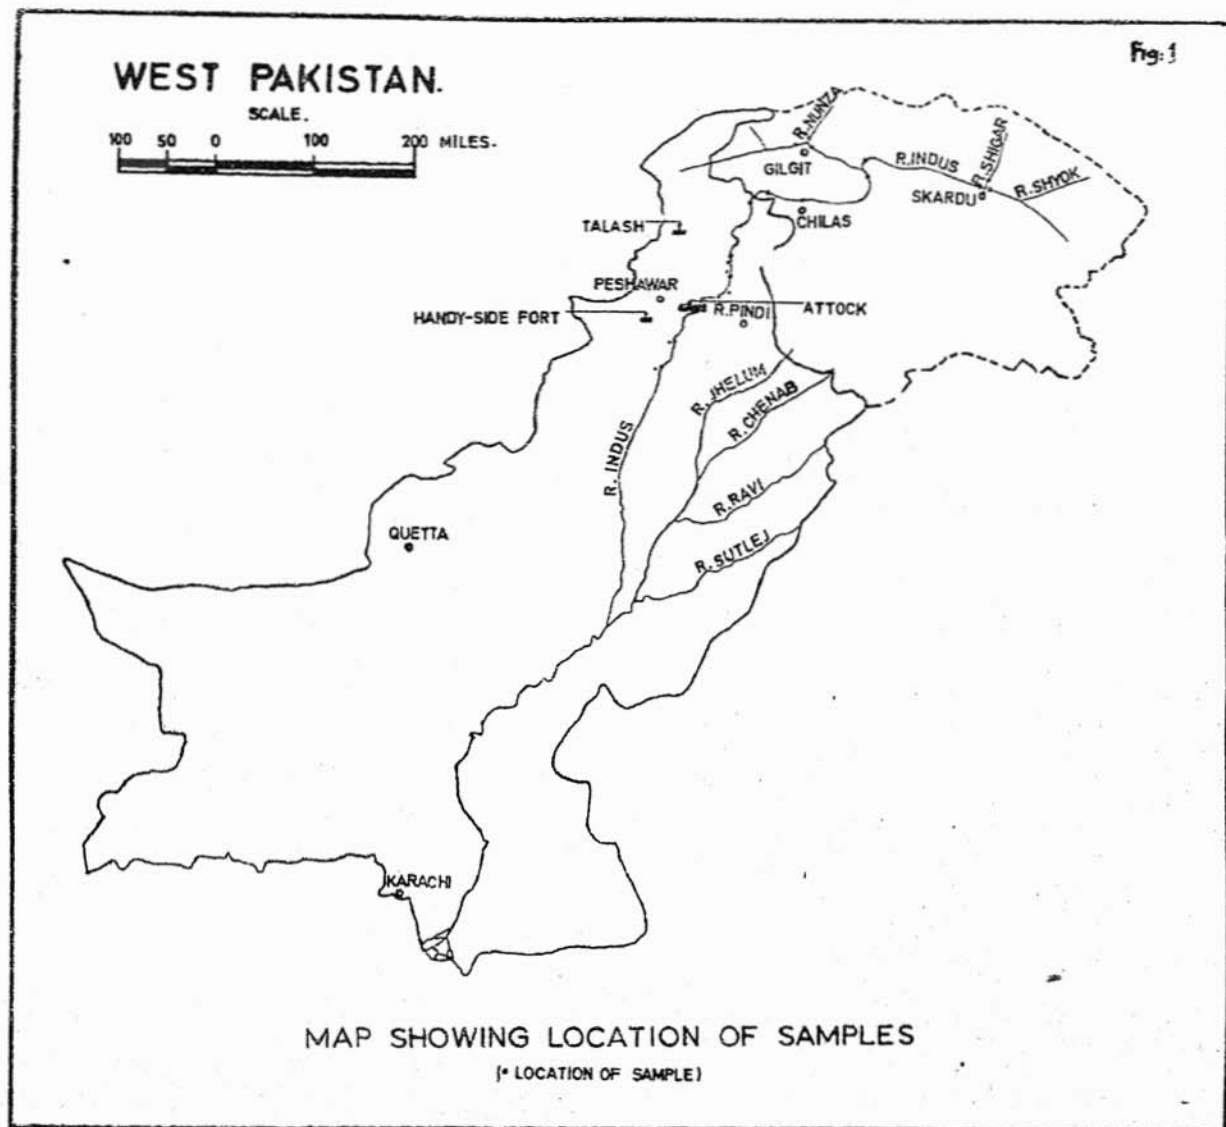 Fig: 1
WEST PAKISTAN.
SCALE.
100 50 0 100 200 MILES.
R. NUNZA
GILGIT
R. INDUS
R. SHIGAR
SKARDU
R. SHYOK
CHILAS
TALASH
PESHAWAR
HANDY-SIDE FORT
R. PINDI
ATTOCK
R. JHELUM
R. CHENAB
R. INDUS
R. RAVI
R. SUTLEJ
QUETTA
KARACHI
MAP SHOWING LOCATION OF SAMPLES
(• LOCATION OF SAMPLE)